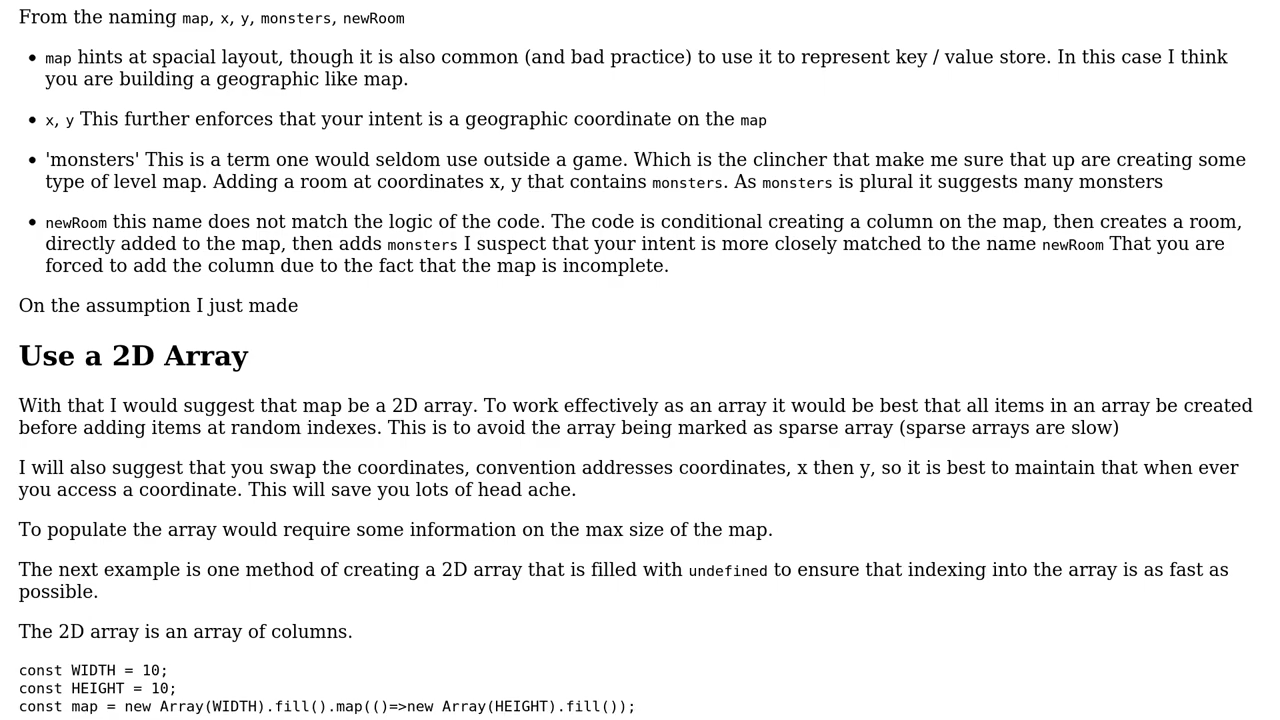 From the naming map, x, y, monsters, newRoom
• map hints at spacial layout, though it is also common (and bad practice) to use it to represent key / value store. In this case I think
you are building a geographic like map.
• x, y This further enforces that your intent is a geographic coordinate on the map
• 'monsters' This is a term one would seldom use outside a game. Which is the clincher that make me sure that up are creating some
type of level map. Adding a room at coordinates x, y that contains monsters. As monsters is plural it suggests many monsters
• newRoom this name does not match the logic of the code. The code is conditional creating a column on the map, then creates a room,
directly added to the map, then adds monsters I suspect that your intent is more closely matched to the name newRoom That you are
forced to add the column due to the fact that the map is incomplete.
On the assumption I just made
Use a 2D Array
With that I would suggest that map be a 2D array. To work effectively as an array it would be best that all items in an array be created
before adding items at random indexes. This is to avoid the array being marked as sparse array (sparse arrays are slow)
I will also suggest that you swap the coordinates, convention addresses coordinates, x then y, so it is best to maintain that when ever
you access a coordinate. This will save you lots of head ache.
To populate the array would require some information on the max size of the map.
The next example is one method of creating a 2D array that is filled with undefined to ensure that indexing into the array is as fast as
possible.
The 2D array is an array of columns.
const WIDTH = 10;
const HEIGHT = 10;
const map = new Array(WIDTH).fill().map(()=>new Array(HEIGHT).fill());